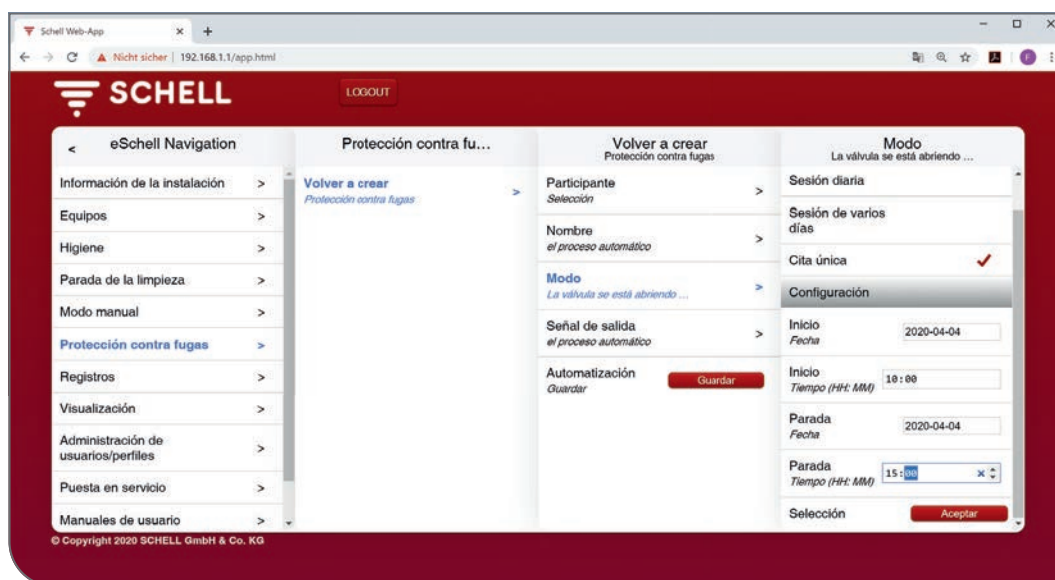 Schell Web-App
Nicht sicher | 192.168.1.1/app.html
SCHELL
LOGOUT
< eSchell Navigation
Información de la instalación >
Equipos >
Higiene >
Parada de la limpieza >
Modo manual >
Protección contra fugas >
Registros >
Visualización >
Administración de
usuarios/perfiles >
Puesta en servicio >
Manuales de usuario >
Protección contra fu...
Volver a crear >
Protección contra fugas
Volver a crear
Protección contra fugas
Participante >
Selección
Nombre >
el proceso automático
Modo >
La válvula se está abriendo ...
Señal de salida >
el proceso automático
Automatización
Guardar
Guardar
Modo
La válvula se está abriendo ...
Sesión diaria
Sesión de varios
días
Cita única
Configuración
Inicio
Fecha
2020-04-04
Inicio
Tiempo (HH: MM)
10:00
Parada
Fecha
2020-04-04
Parada
Tiempo (HH: MM)
15:00
Selección
Aceptar
© Copyright 2020 SCHELL GmbH & Co. KG